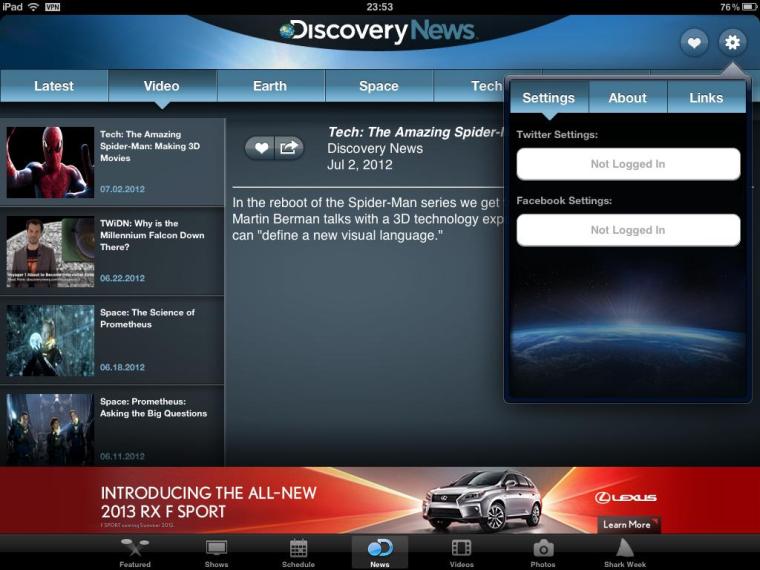 iPad VPN 23:53 76%
Discovery News
Latest Video Earth Space Tech
Settings About Links
Twitter Settings:
Not Logged In
Facebook Settings:
Not Logged In
Tech: The Amazing
Spider-Man: Making 3D
Movies
07.02.2012
TWiDN: Why is the
Millennium Falcon Down
There?
06.22.2012
Space: The Science of
Prometheus
06.18.2012
Space: Prometheus:
Asking the Big Questions
06.11.2012
Tech: The Amazing Spider-
Discovery News
Jul 2, 2012
In the reboot of the Spider-Man series we get
Martin Berman talks with a 3D technology exp
can "define a new visual language."
INTRODUCING THE ALL-NEW
2013 RX F SPORT
F SPORT coming Summer 2012.
LEXUS
Learn More
Featured Shows Schedule News Videos Photos Shark Week